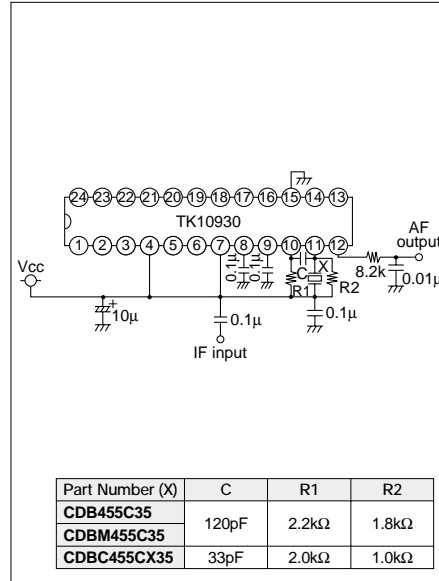 24 23 22 21 20 19 18 17 16 15 14 13
TK10930
1 2 3 4 5 6 7 8 9 10 11 12
AF
output
Vcc
0.1μ
0.1μ
C
X
R1
R2
8.2k
0.01μ
+
10μ
0.1μ
0.1μ
IF input
Part Number (X) C R1 R2
CDB455C35
120pF 2.2kΩ 1.8kΩ
CDBM455C35
CDBC455CX35 33pF 2.0kΩ 1.0kΩ